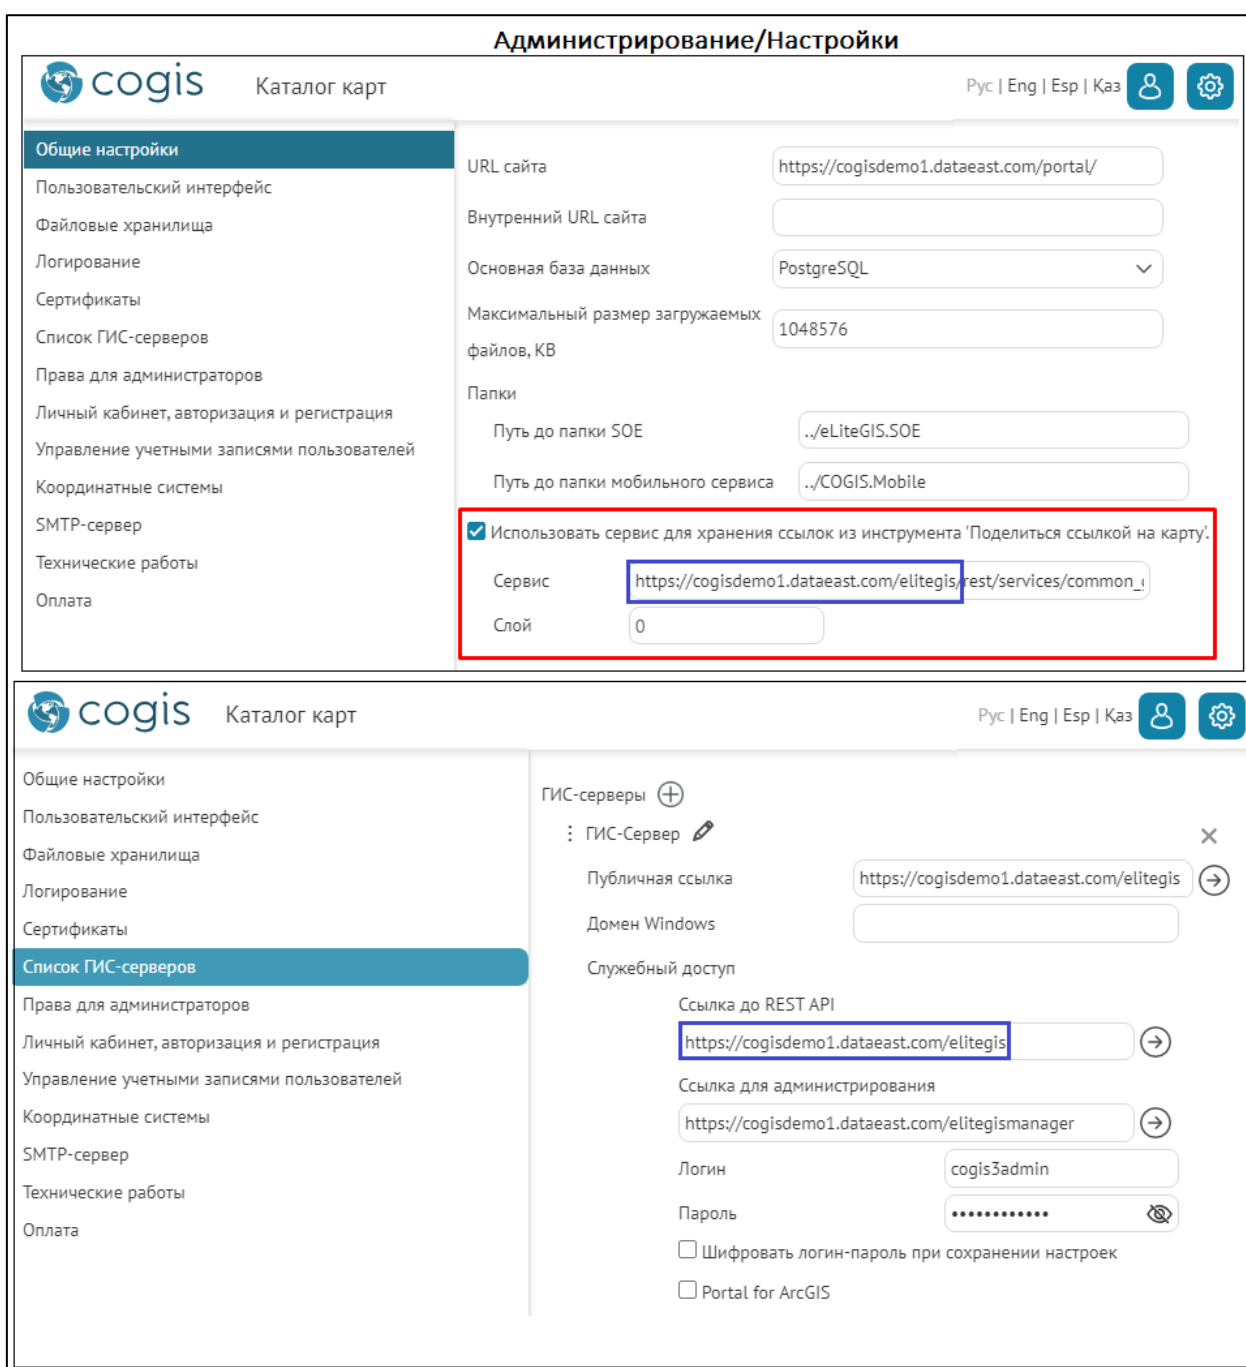 Администрирование/Настройки
cogis Каталог карт Рус | Eng | Esp | Қаз
Общие настройки
Пользовательский интерфейс
Файловые хранилища
Логирование
Сертификаты
Список ГИС-серверов
Права для администраторов
Личный кабинет, авторизация и регистрация
Управление учетными записями пользователей
Координатные системы
SMTP-сервер
Технические работы
Оплата
URL сайта https://cogisdemo1.dataeast.com/portal/
Внутренний URL сайта
Основная база данных PostgreSQL
Максимальный размер загружаемых
файлов, КВ 1048576
Папки
Путь до папки SOE ../eLiteGIS.SOE
Путь до папки мобильного сервиса ../COGIS.Mobile
Использовать сервис для хранения ссылок из инструмента 'Поделиться ссылкой на карту'.
Сервис https://cogisdemo1.dataeast.com/elitegis/rest/services/common_
Слой 0
cogis Каталог карт Рус | Eng | Esp | Қаз
Общие настройки
Пользовательский интерфейс
Файловые хранилища
Логирование
Сертификаты
Список ГИС-серверов
Права для администраторов
Личный кабинет, авторизация и регистрация
Управление учетными записями пользователей
Координатные системы
SMTP-сервер
Технические работы
Оплата
ГИС-серверы
ГИС-Сервер
Публичная ссылка https://cogisdemo1.dataeast.com/elitegis
Домен Windows
Служебный доступ
Ссылка до REST API
https://cogisdemo1.dataeast.com/elitegis
Ссылка для администрирования
https://cogisdemo1.dataeast.com/elitegismanager
Логин cogis3admin
Пароль ••••••••••••
Шифровать логин-пароль при сохранении настроек
Portal for ArcGIS